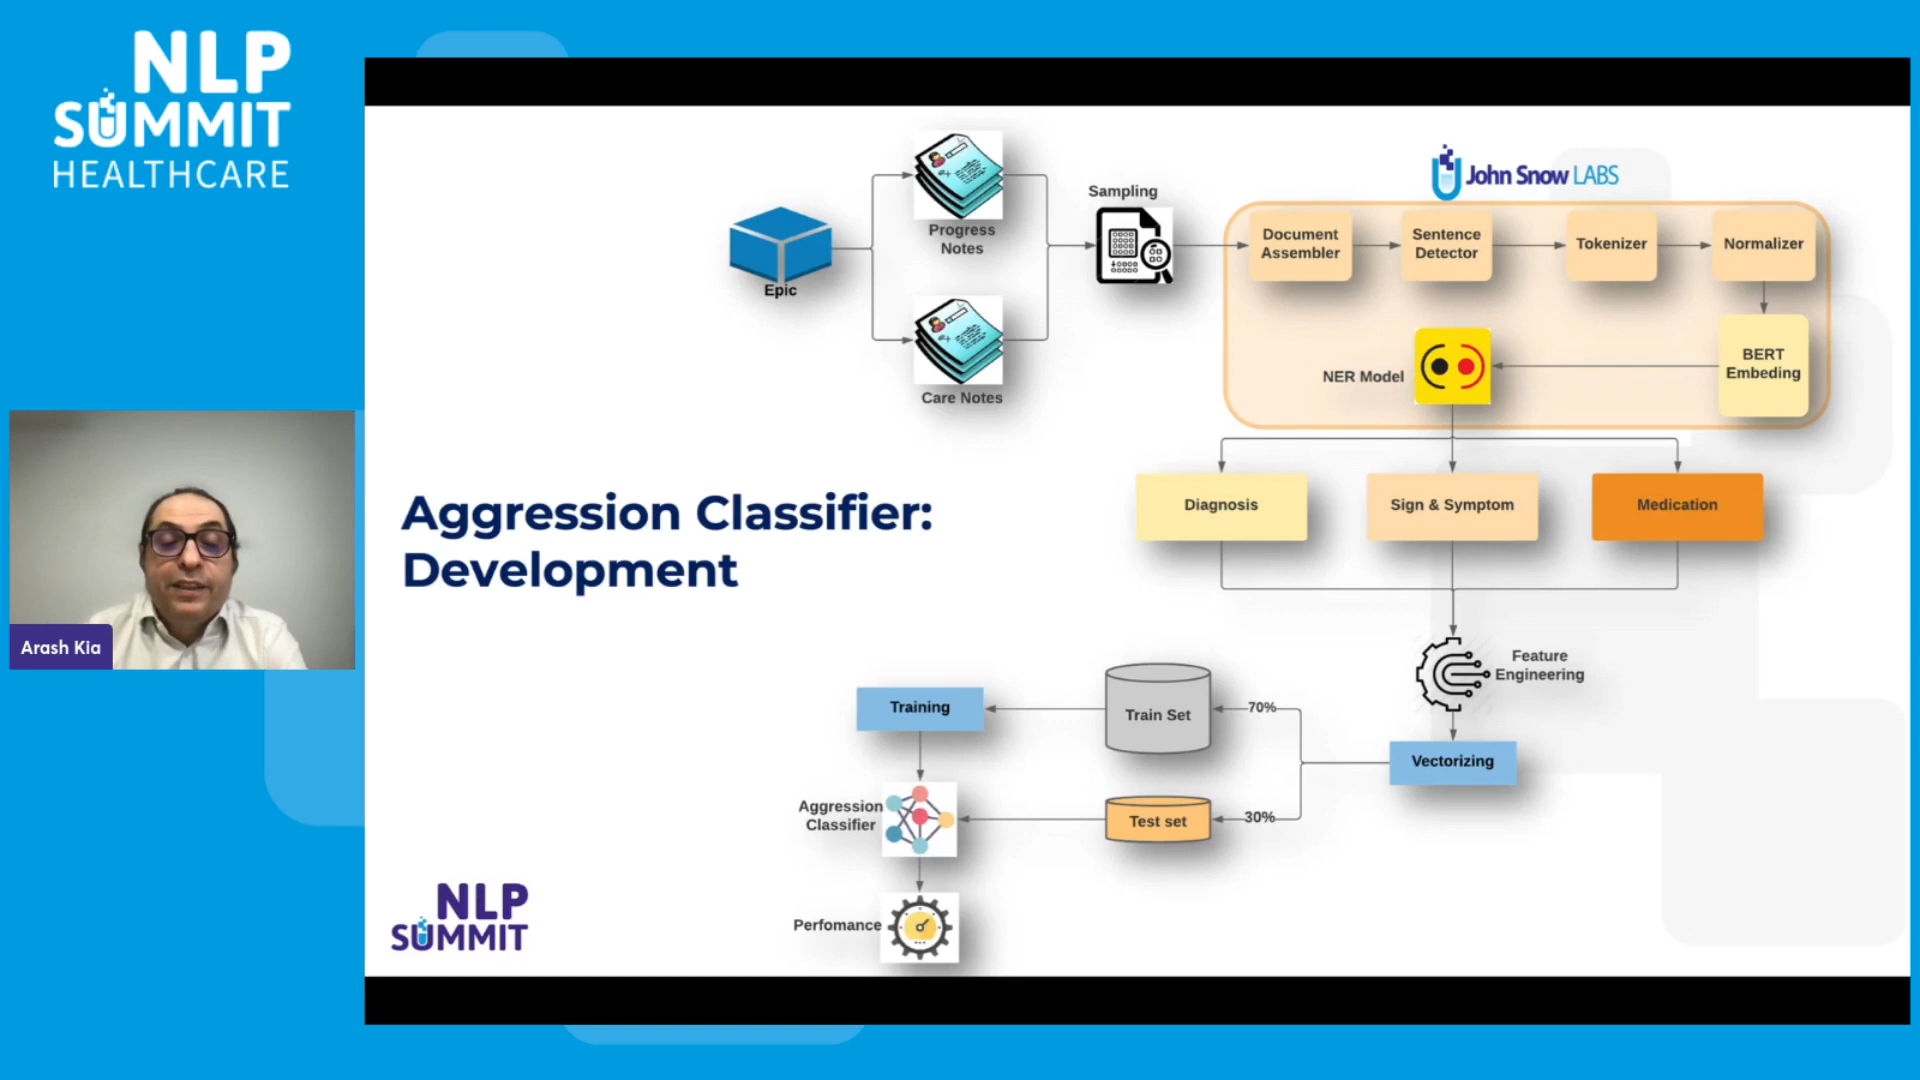 NLP
SUMMIT
HEALTHCARE
Arash Kia
Aggression Classifier:
Development
NLP
SUMMIT
Epic
Progress
Notes
Care Notes
Sampling
John Snow LABS
Document
Assembler
Sentence
Detector
Tokenizer
Normalizer
BERT
Embeding
NER Model
Diagnosis
Sign & Symptom
Medication
Feature
Engineering
Vectorizing
70%
30%
Train Set
Test set
Training
Aggression
Classifier
Perfomance